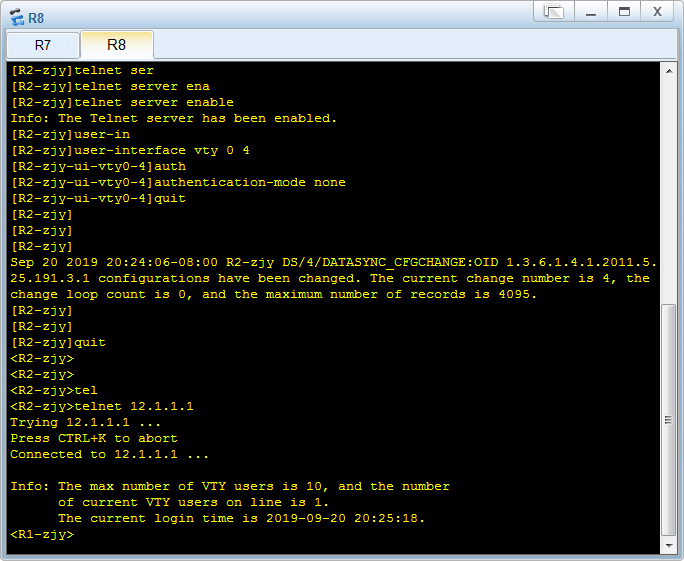 R8
X
R7
R8
[R2-zjy]telnet ser
[R2-zjy]telnet server ena
[R2-zjy]telnet server enable
Info: The Telnet server has been enabled.
[R2-zjy]user-in
[R2-zjy]user-interface vty 0 4
[R2-zjy-ui-vty0-4]auth
[R2-zjy-ui-vty0-4]authentication-mode none
[R2-zjy-ui-vty0-4]quit
[R2-zjy]
[R2-zjy]
[R2-zjy]
Sep 20 2019 20:24:06-08:00 R2-zjy DS/4/DATASYNC_CFGCHANGE:OID 1.3.6.1.4.1.2011.5.
25.191.3.1 configurations have been changed. The current change number is 4, the
change loop count is 0, and the maximum number of records is 4095.
[R2-zjy]
[R2-zjy]
[R2-zjy]quit
<R2-zjy>
<R2-zjy>
<R2-zjy>tel
<R2-zjy>telnet 12.1.1.1
Trying 12.1.1.1 ...
Press CTRL+K to abort
Connected to 12.1.1.1 ...
Info: The max number of VTY users is 10, and the number
of current VTY users on line is 1.
The current login time is 2019-09-20 20:25:18.
<R1-zjy>